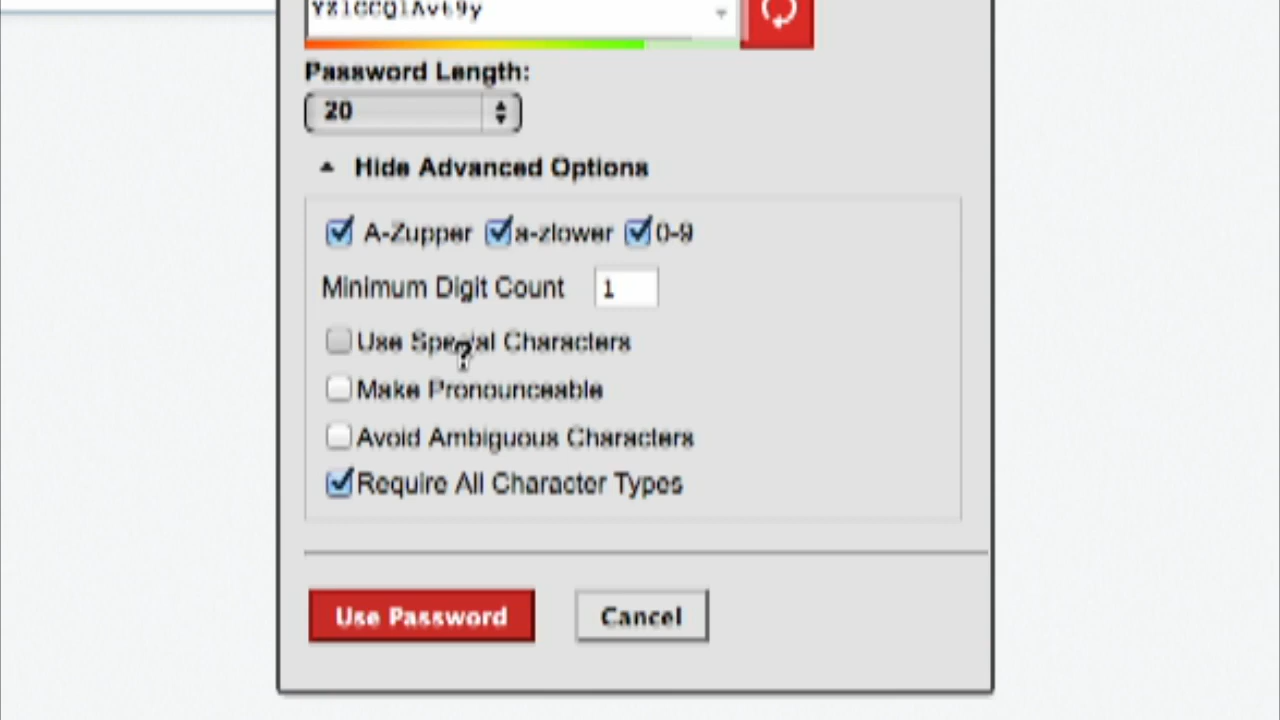 Password Length:
20
Hide Advanced Options
A-Zupper a-zlower 0-9
Minimum Digit Count 1
Use Special Characters
Make Pronounceable
Avoid Ambiguous Characters
Require All Character Types
Use Password Cancel